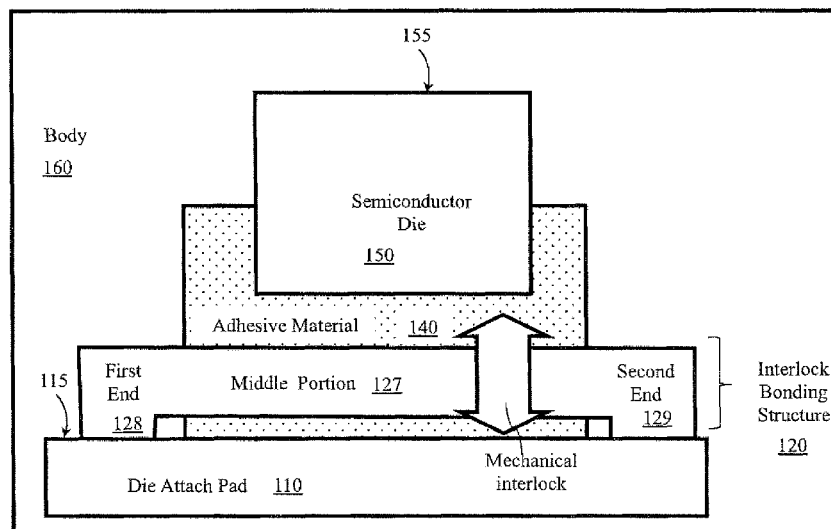 155
Body
160
Semiconductor
Die
150
Adhesive Material 140
115
First
End
128
Middle Portion 127
Second
End
129
Interlock
Bonding
Structure
120
Mechanical
interlock
Die Attach Pad 110